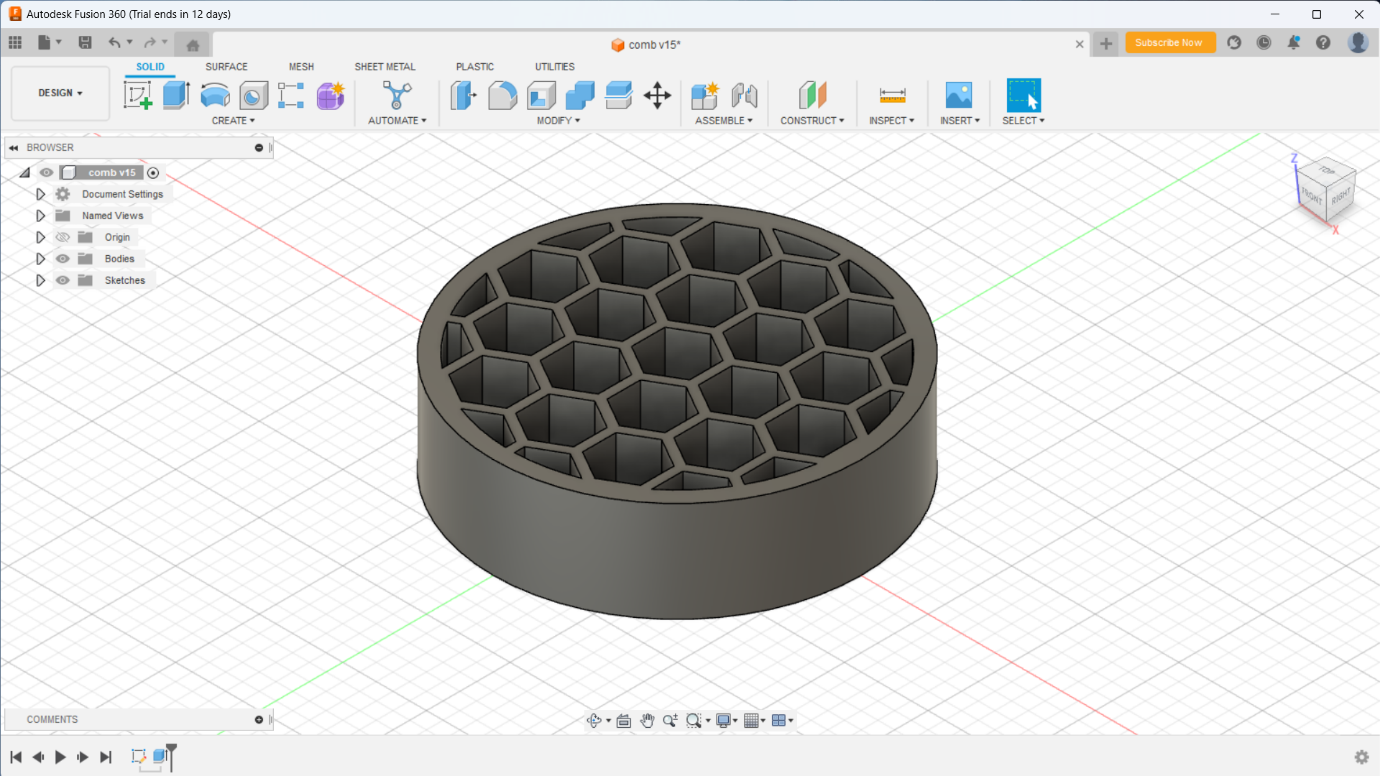 Autodesk Fusion 360 (Trial ends in 12 days)
comb v15*
Subscribe Now
SOLID SURFACE MESH SHEET METAL PLASTIC UTILITIES
DESIGN
CREATE AUTOMATE MODIFY ASSEMBLE CONSTRUCT INSPECT INSERT SELECT
BROWSER
comb v15
Document Settings
Named Views
Origin
Bodies
Sketches
Z
TOP
FRONT RIGHT
X
COMMENTS